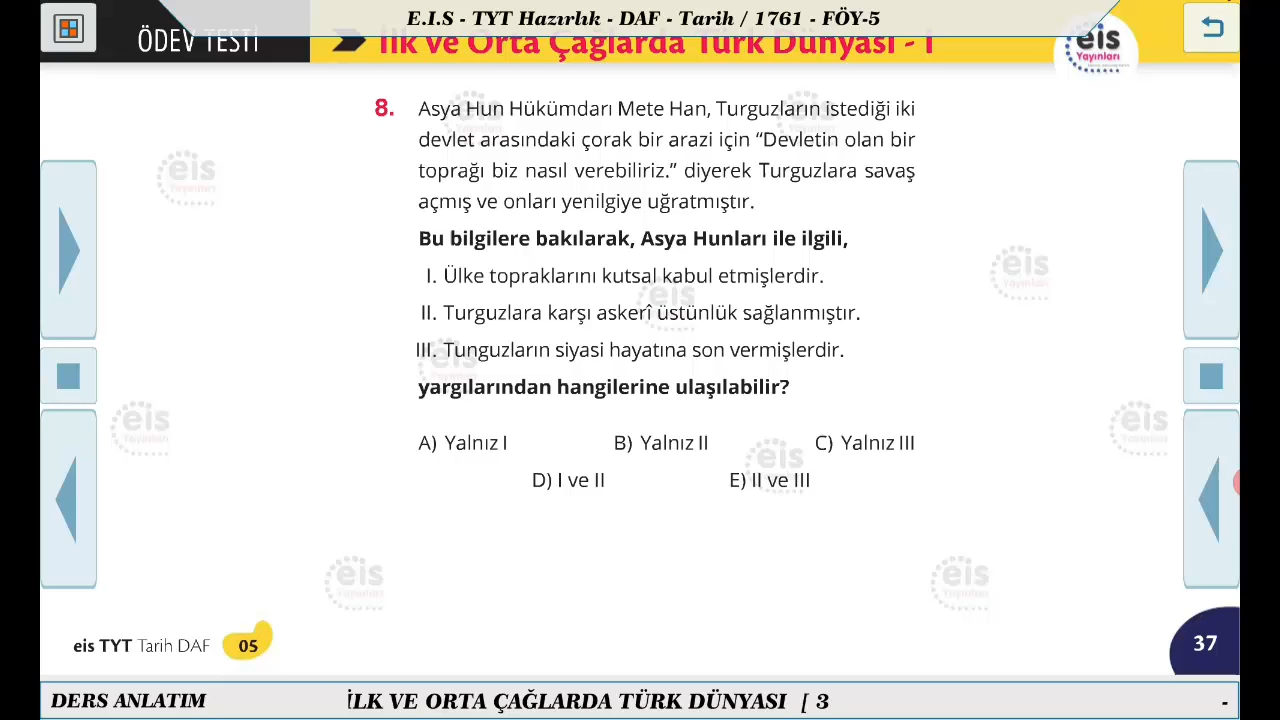 E.I.S - TYT Hazırlık - DAF - Tarih / 1761 - FÖY-5
ÖDEV TESTİ
İlk ve Orta Çağlarda Türk Dünyası - I
eis
Yayınları
8. Asya Hun Hükümdarı Mete Han, Turguzların istediği iki
devlet arasındaki çorak bir arazi için “Devletin olan bir
toprağı biz nasıl verebiliriz.” diyerek Turguzlara savaş
açmış ve onları yenilgiye uğratmıştır.
Bu bilgilere bakılarak, Asya Hunları ile ilgili,
I. Ülke topraklarını kutsal kabul etmişlerdir.
II. Turguzlara karşı askerî üstünlük sağlanmıştır.
III. Tunguzların siyasi hayatına son vermişlerdir.
yargılarından hangilerine ulaşılabilir?
A) Yalnız I B) Yalnız II C) Yalnız III
D) I ve II E) II ve III
eis TYT Tarih DAF 05
37
DERS ANLATIM İLK VE ORTA ÇAĞLARDA TÜRK DÜNYASI [ 3 -